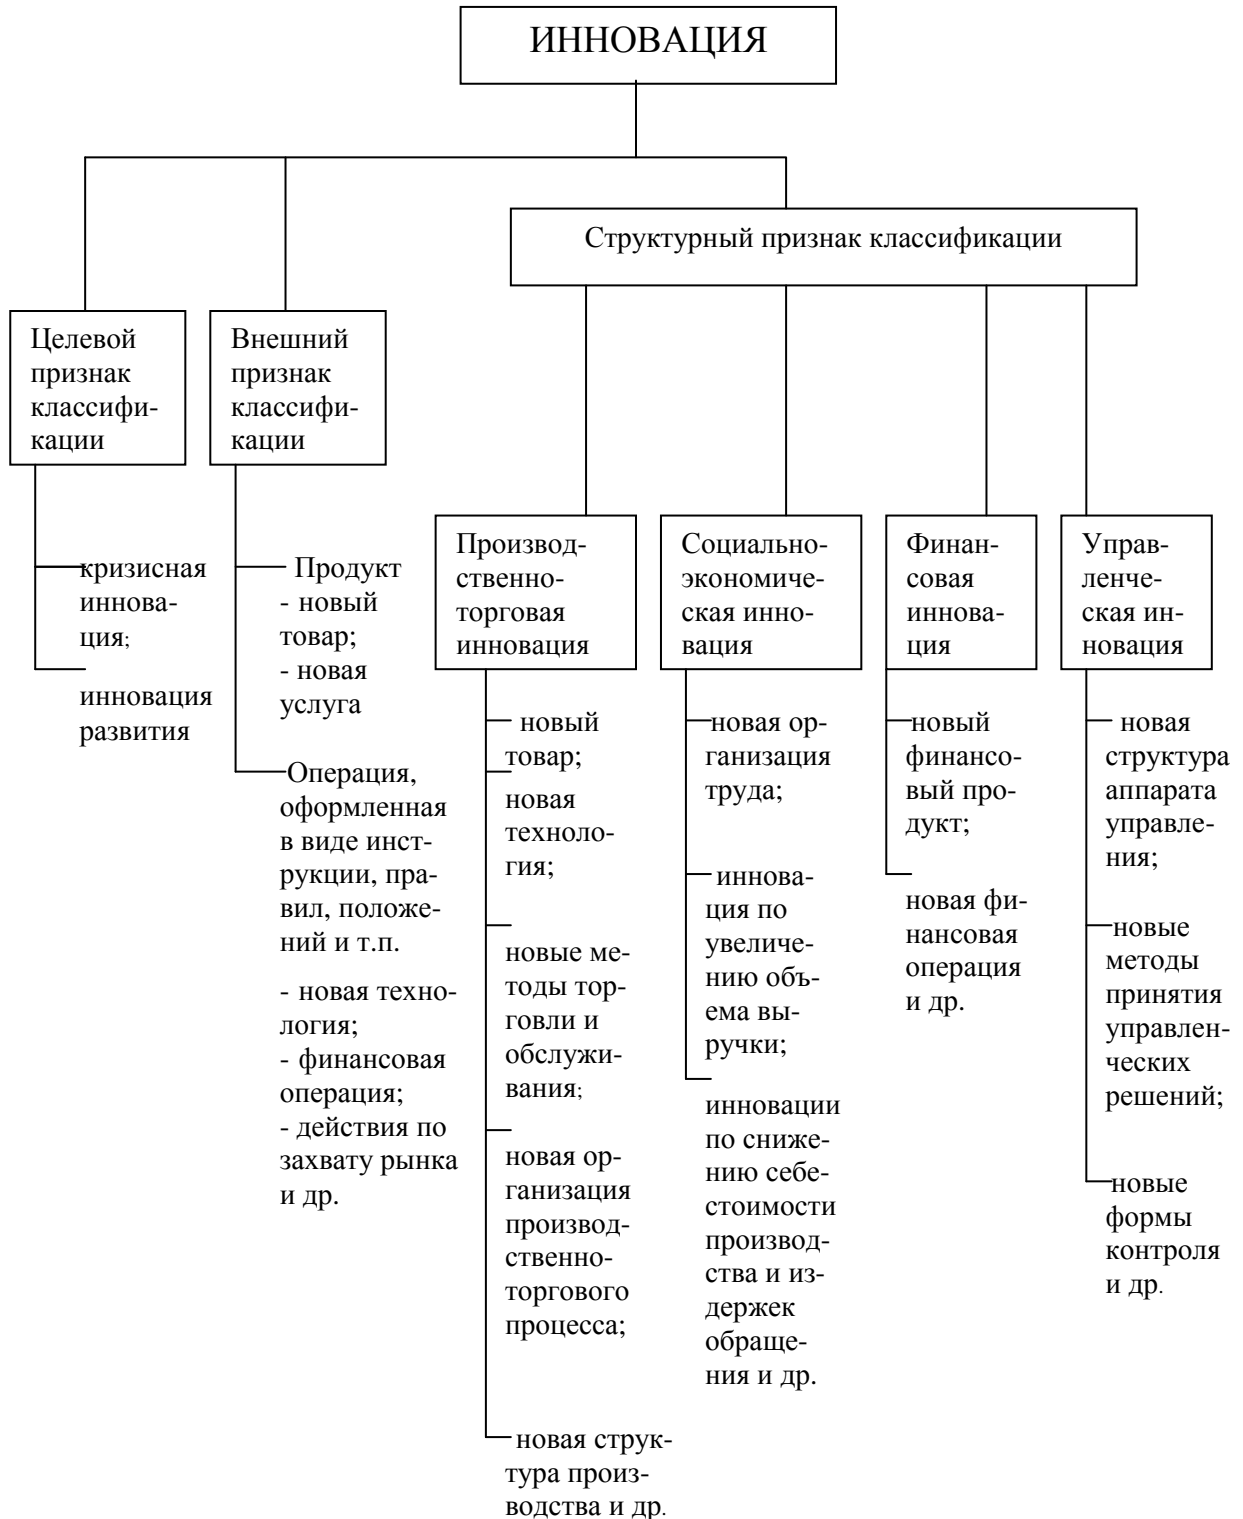 ИННОВАЦИЯ
Структурный признак классификации
Целевой
признак
классифи-
кации
Внешний
признак
классифи-
кации
кризисная
иннова-
ция;
инновация
развития
Продукт
- новый
товар;
- новая
услуга
Операция,
оформленная
в виде инст-
рукции, пра-
вил, положе-
ний и т.п.
- новая техно-
логия;
- финансовая
операция;
- действия по
захвату рынка
и др.
Производ-
ственно-
торговая
инновация
новый
товар;
новая
техноло-
гия;
новые ме-
тоды тор-
говли и
обслужи-
вания;
новая ор-
ганизация
производ-
ственно-
торгового
процесса;
новая струк-
тура произ-
водства и др.
Социально-
экономиче-
ская инно-
вация
новая ор-
ганизация
труда;
иннова-
ция по
увеличе-
нию объ-
ема вы-
ручки;
инновации
по сниже-
нию себе-
стоимости
производ-
ства и из-
держек
обраще-
ния и др.
Финан-
совая
иннова-
ция
новый
финансо-
вый про-
дукт;
новая фи-
нансовая
операция
и др.
Управ-
ленче-
ская ин-
новация
новая
структура
аппарата
управле-
ния;
новые
методы
принятия
управлен-
ческих
решений;
новые
формы
контроля
и др.